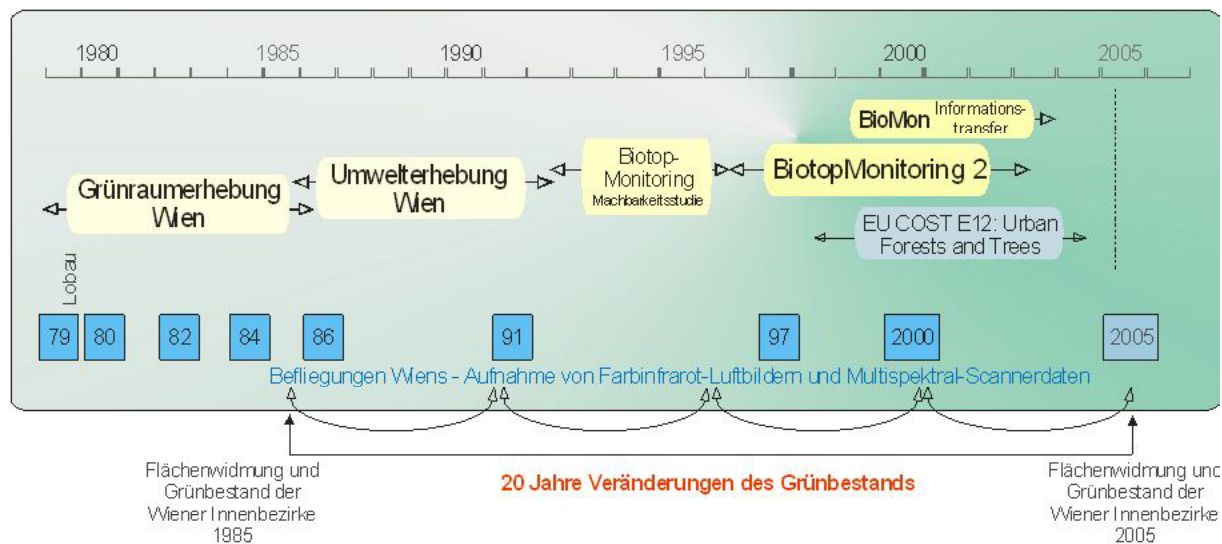 1980 1985 1990 1995 2000 2005
BioMon Informations-
transfer
Grünraumerhebung
Wien
Umwelterhebung
Wien
Biotop-
Monitoring
Machbarkeitsstudie
BiotopMonitoring 2
EU COST E12: Urban
Forests and Trees
Lobau
79 80 82 84 86 91 97 2000 2005
Befliegungen Wiens - Aufnahme von Farbinfrarot-Luftbildern und Multispektral-Scannerdaten
Flächenwidmung und
Grünbestand der
Wiener Innenbezirke
1985
20 Jahre Veränderungen des Grünbestands
Flächenwidmung und
Grünbestand der
Wiener Innenbezirke
2005